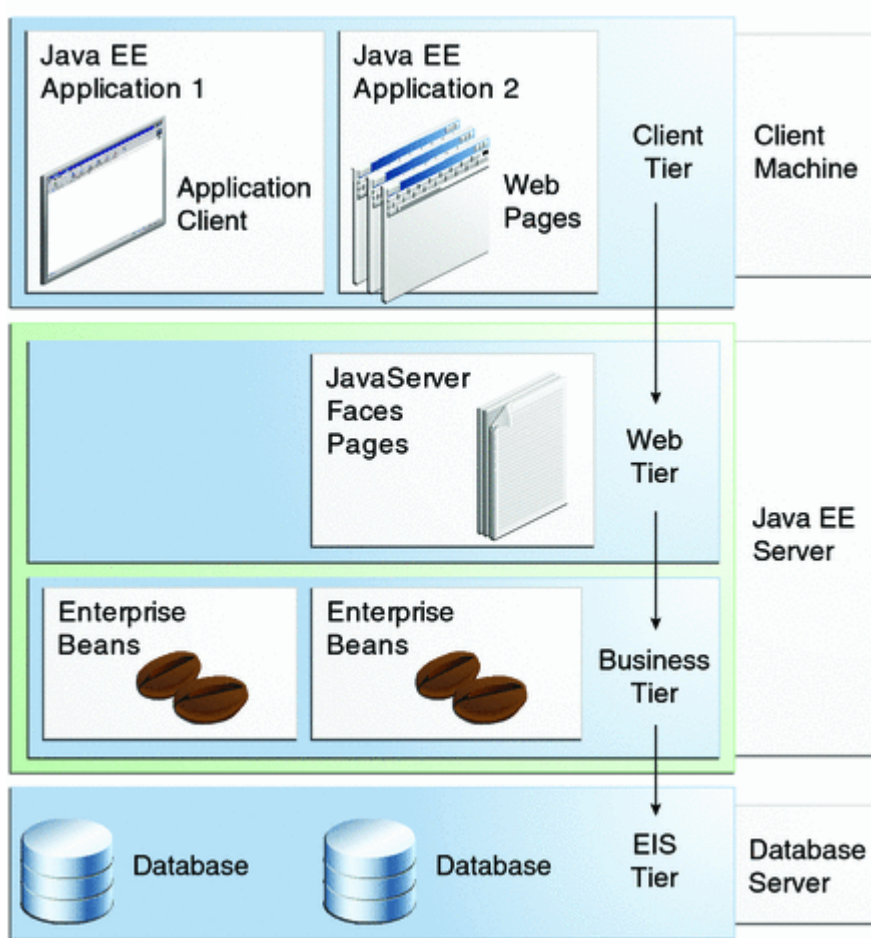 Java EE
Application 1
Application
Client
Java EE
Application 2
Web
Pages
Client
Tier
Client
Machine
JavaServer
Faces
Pages
Web
Tier
Java EE
Server
Enterprise
Beans
Enterprise
Beans
Business
Tier
Database
Database
EIS
Tier
Database
Server